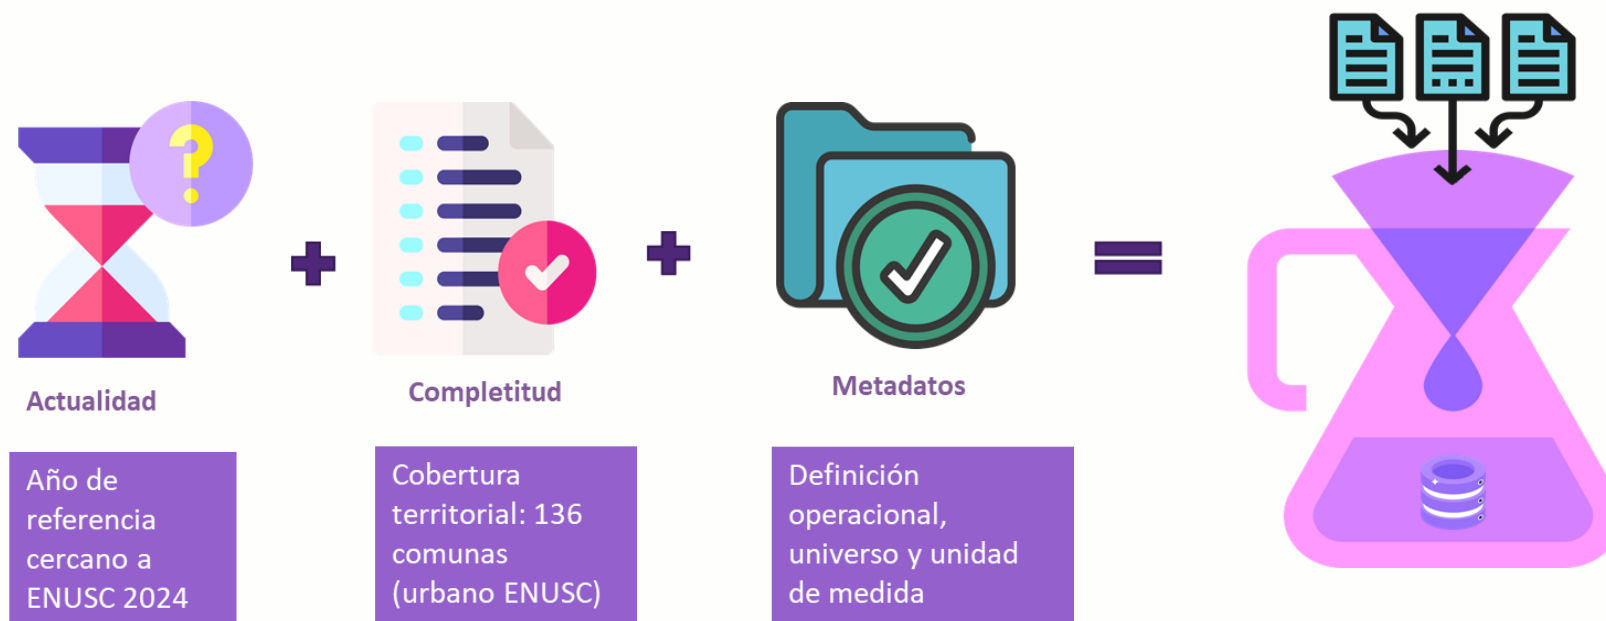 Actualidad
Completitud
Metadatos
Año de
referencia
cercano a
ENUSC 2024
Cobertura
territorial: 136
comunas
(urbano ENUSC)
Definición
operacional,
universo y unidad
de medida